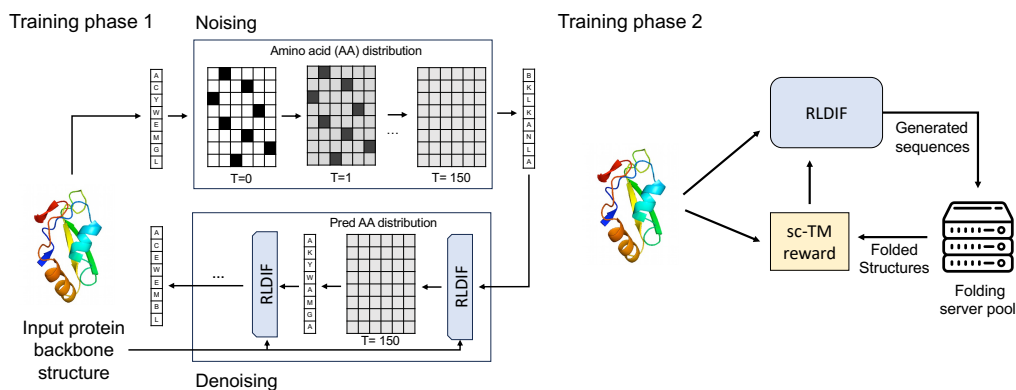 Training phase 1
Noising
Amino acid (AA) distribution
A
C
Y
W
E
M
G
L
T=0
T=1
...
T= 150
B
K
L
K
A
N
L
A
Pred AA distribution
A
C
E
W
E
M
B
L
...
RLDIF
A
K
Y
W
A
M
G
A
T= 150
RLDIF
Input protein
backbone
structure
Denoising
Training phase 2
RLDIF
Generated
sequences
sc-TM
reward
Folded
Structures
Folding
server pool